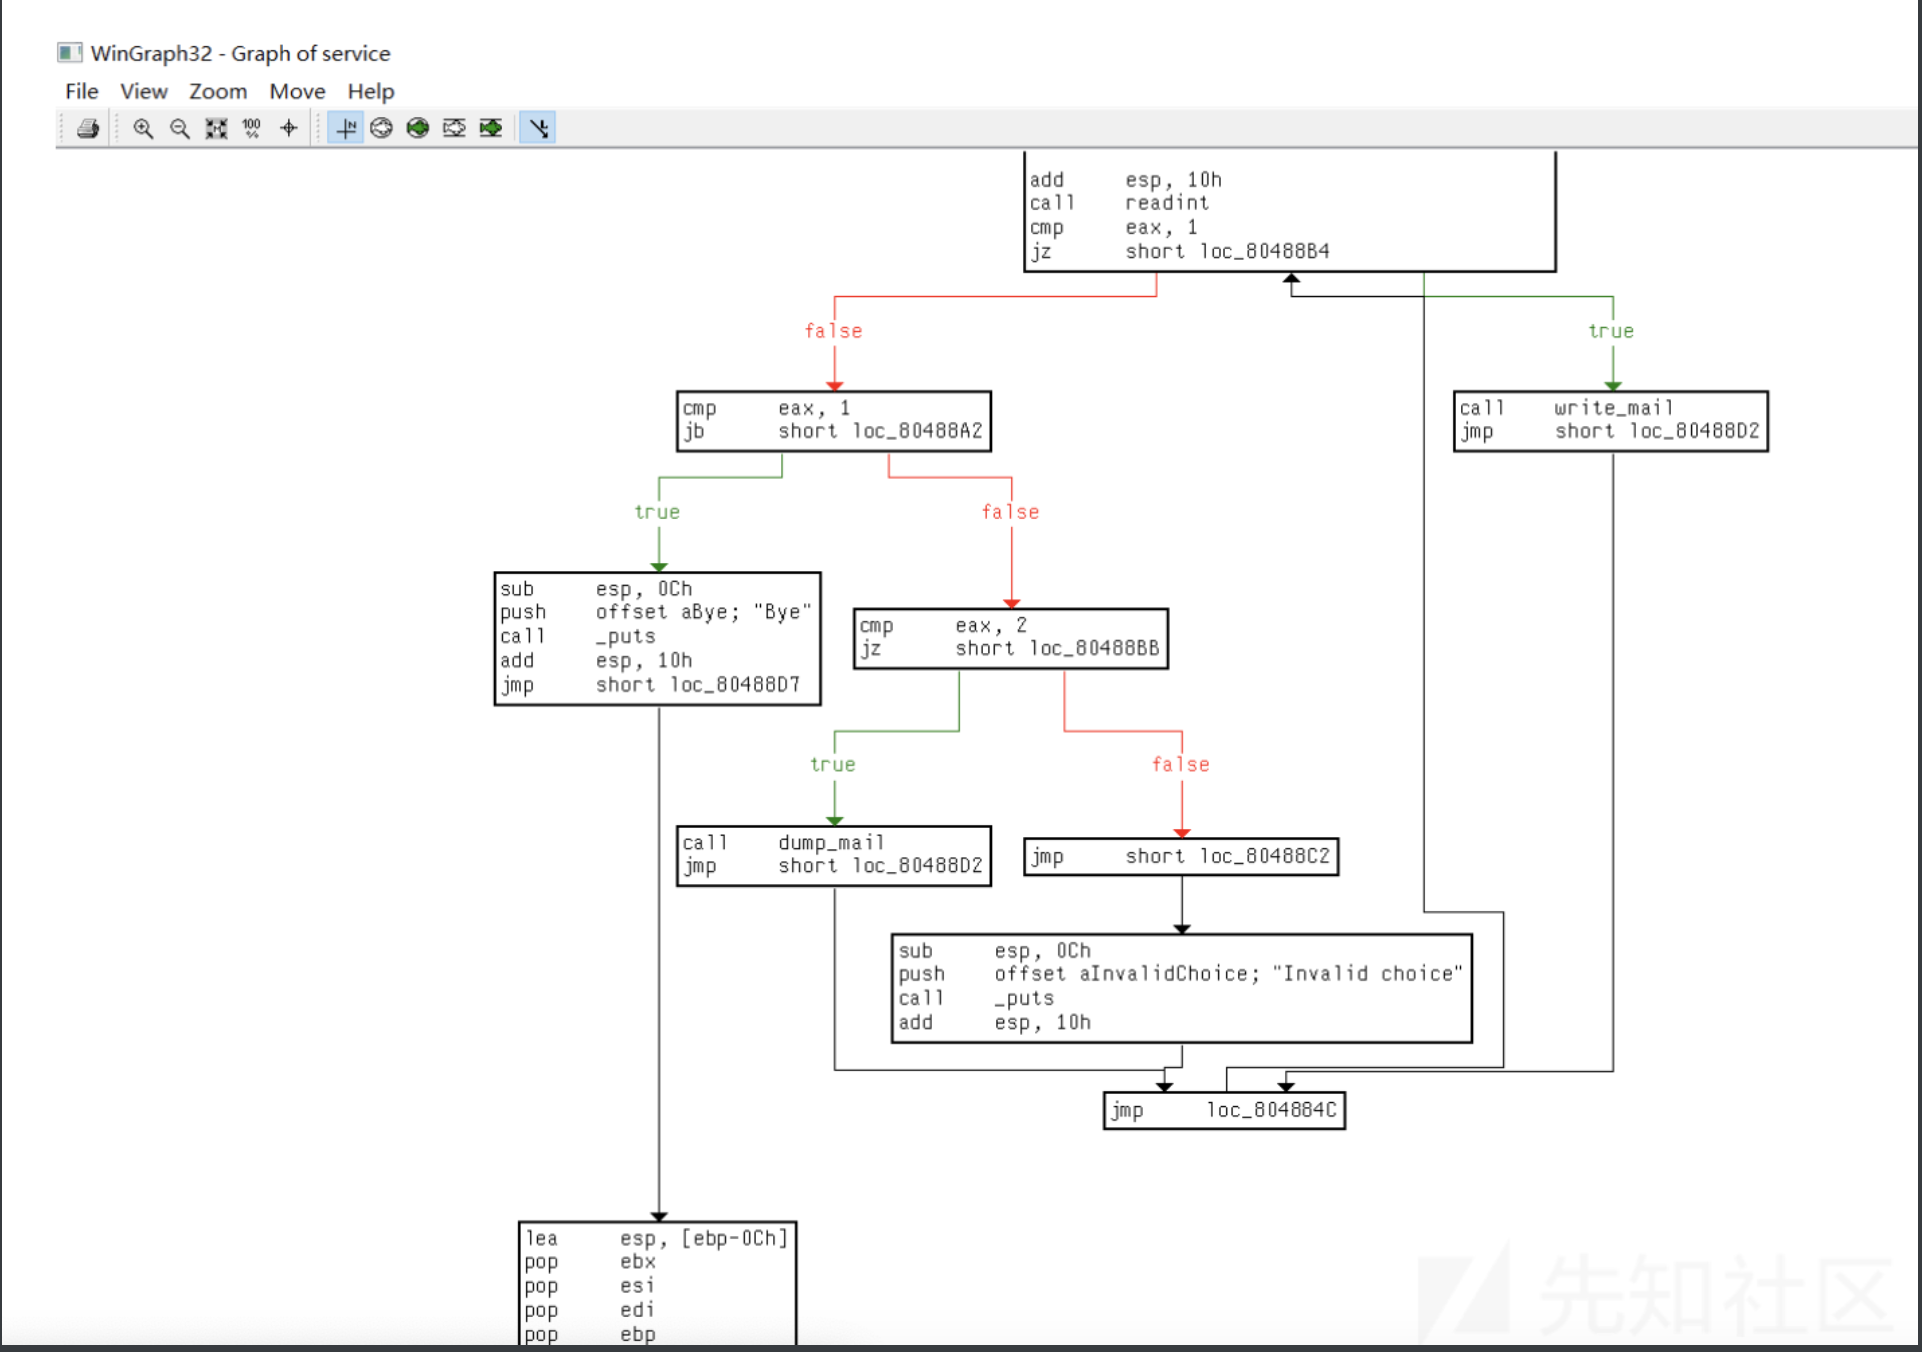 WinGraph32 - Graph of service
File View Zoom Move Help
100
%
add esp, 10h
call readint
cmp eax, 1
jz short loc_80488B4
false
true
cmp eax, 1
jb short loc_80488A2
call write_mail
jmp short loc_80488D2
true
false
sub esp, 0Ch
push offset aBye; "Bye"
call _puts
add esp, 10h
jmp short loc_80488D7
cmp eax, 2
jz short loc_80488BB
true
false
call dump_mail
jmp short loc_80488D2
jmp short loc_80488C2
sub esp, 0Ch
push offset aInvalidChoice; "Invalid choice"
call _puts
add esp, 10h
jmp loc_804884C
lea esp, [ebp-0Ch]
pop ebx
pop esi
pop edi
pop ebp
先知社区